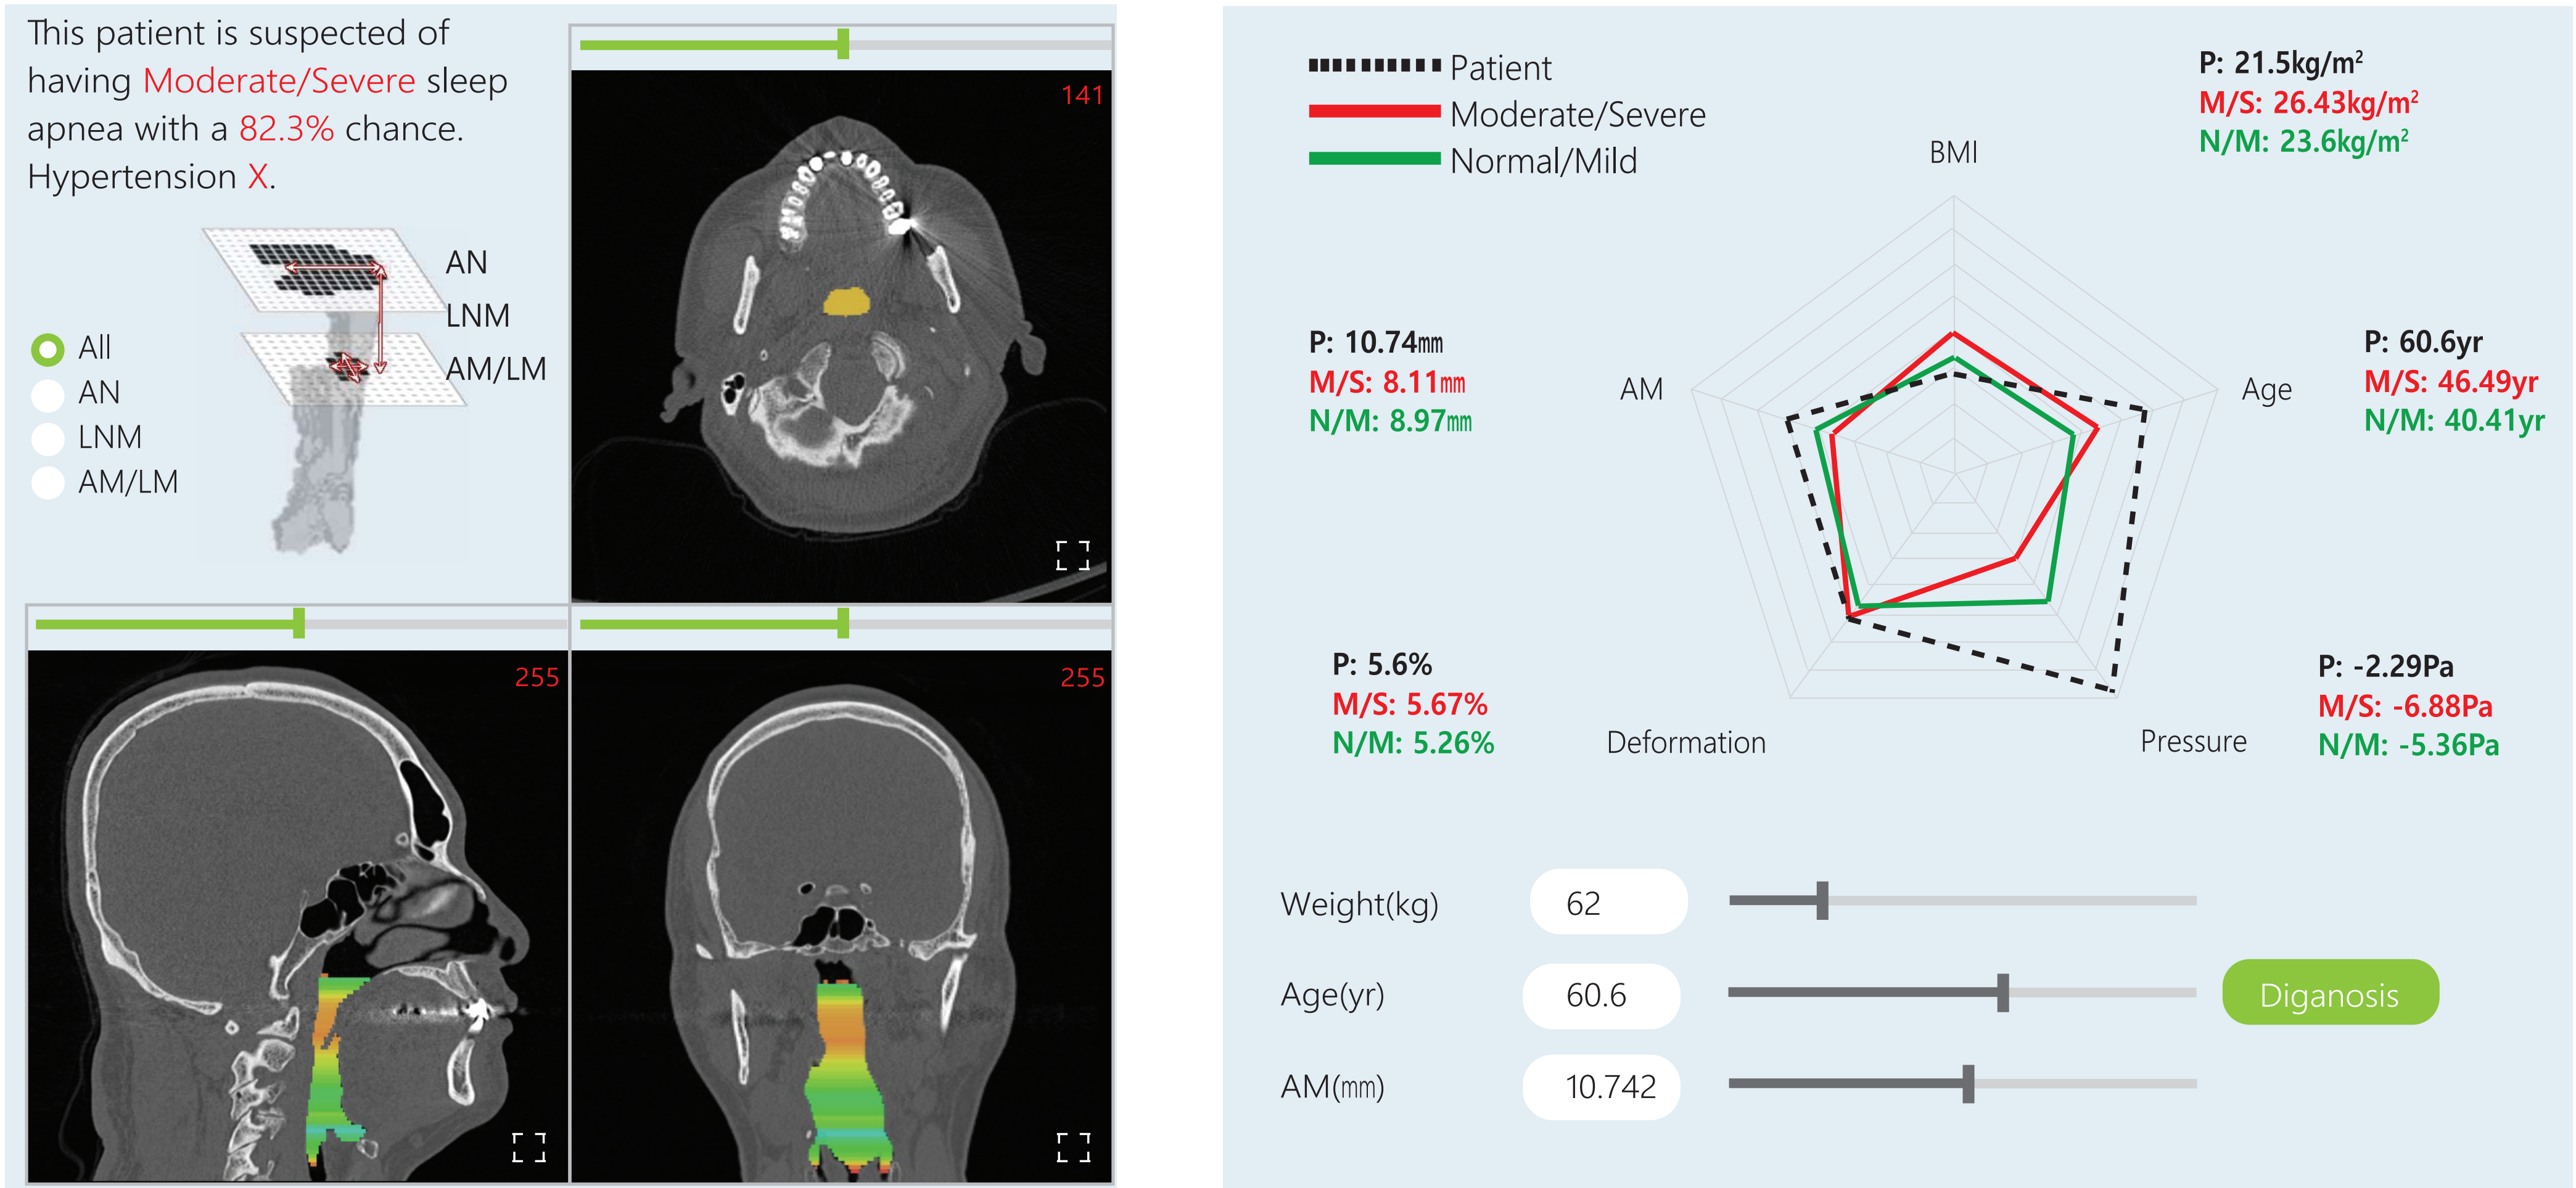 This patient is suspected of
having Moderate/Severe sleep
apnea with a 82.3% chance.
Hypertension X.
AN
LNM
AM/LM
All
AN
LNM
AM/LM
141
255
255
Patient
Moderate/Severe
Normal/Mild
P: 21.5kg/m²
M/S: 26.43kg/m²
N/M: 23.6kg/m²
BMI
P: 10.74mm
M/S: 8.11mm
N/M: 8.97mm
AM
Age
P: 60.6yr
M/S: 46.49yr
N/M: 40.41yr
P: 5.6%
M/S: 5.67%
N/M: 5.26%
Deformation
Pressure
P: -2.29Pa
M/S: -6.88Pa
N/M: -5.36Pa
Weight(kg) 62
Age(yr) 60.6
Diganosis
AM(mm) 10.742